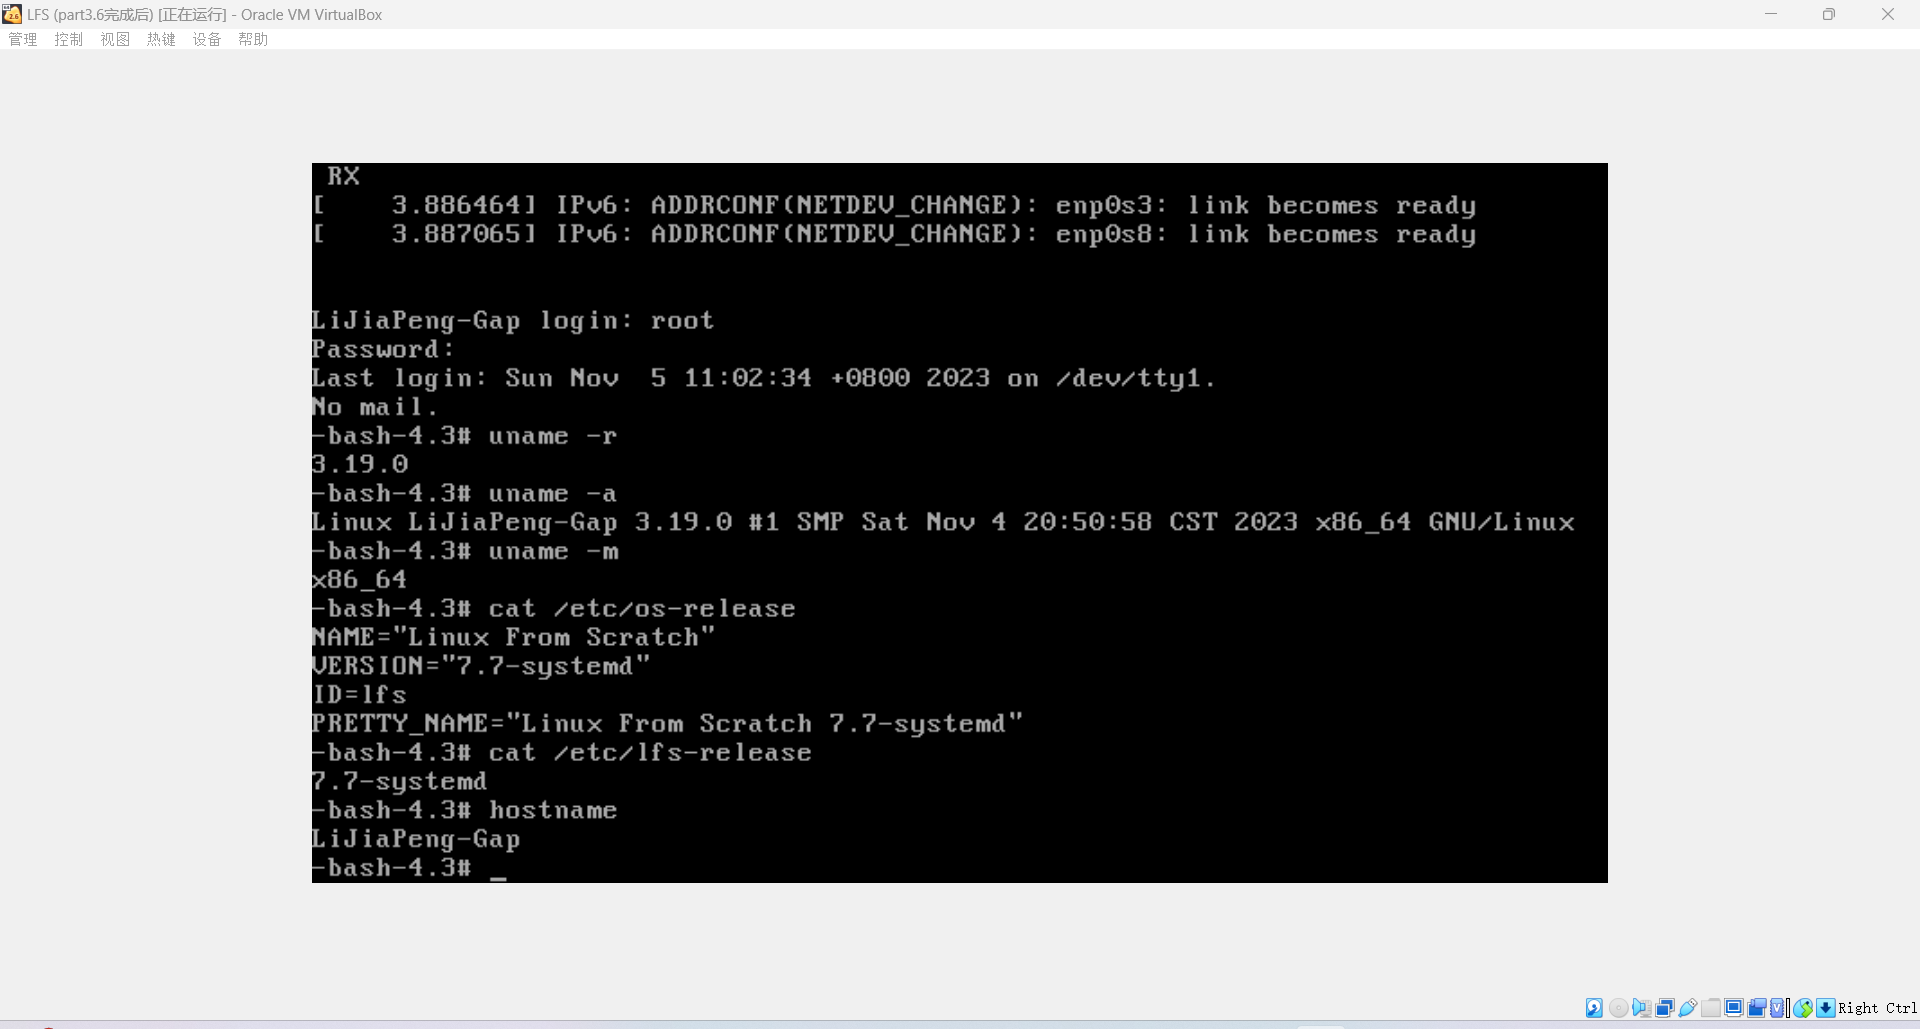 LFS (part3.6完成后) [正在运行] - Oracle VM VirtualBox
管理 控制 视图 热键 设备 帮助
RX
[    3.886464] IPv6: ADDRCONF(NETDEV_CHANGE): enp0s3: link becomes ready
[    3.887065] IPv6: ADDRCONF(NETDEV_CHANGE): enp0s8: link becomes ready
LiJiaPeng-Gap login: root
Password:
Last login: Sun Nov  5 11:02:34 +0800 2023 on /dev/tty1.
No mail.
-bash-4.3# uname -r
3.19.0
-bash-4.3# uname -a
Linux LiJiaPeng-Gap 3.19.0 #1 SMP Sat Nov 4 20:50:58 CST 2023 x86_64 GNU/Linux
-bash-4.3# uname -m
x86_64
-bash-4.3# cat /etc/os-release
NAME="Linux From Scratch"
VERSION="7.7-systemd"
ID=lfs
PRETTY_NAME="Linux From Scratch 7.7-systemd"
-bash-4.3# cat /etc/lfs-release
7.7-systemd
-bash-4.3# hostname
LiJiaPeng-Gap
-bash-4.3# _
Right Ctrl